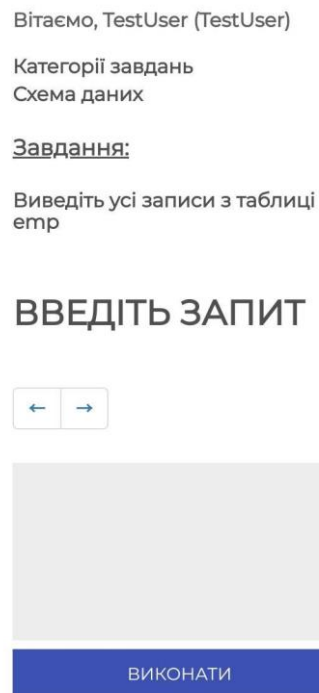 Вітаємо, TestUser (TestUser)
Категорії завдань
Схема даних
Завдання:
Виведіть усі записи з таблиці
emp
ВВЕДІТЬ ЗАПИТ
← →
ВИКОНАТИ